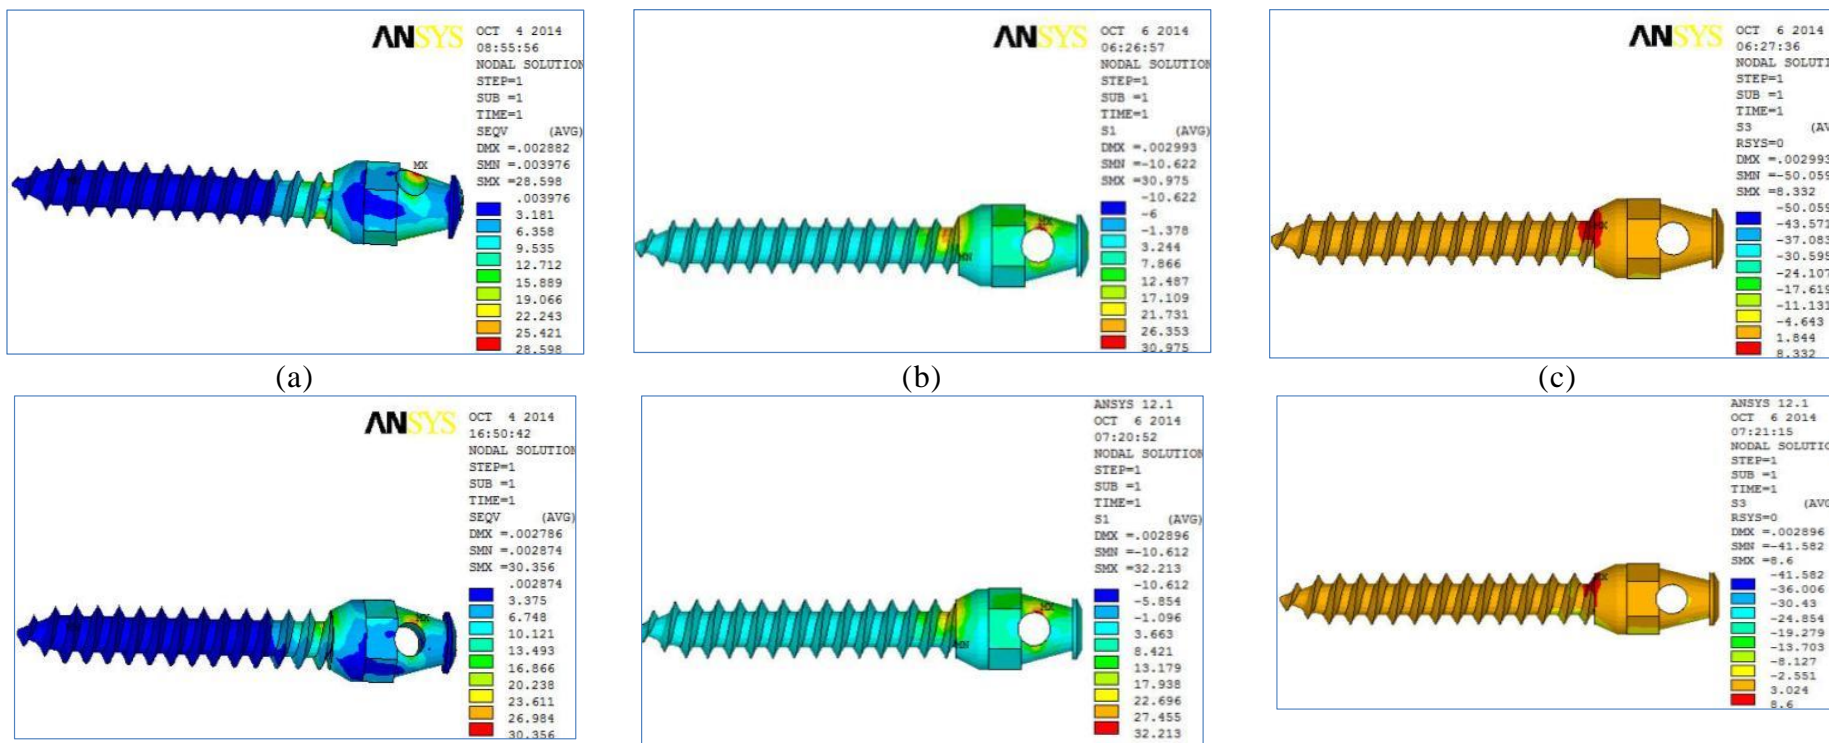 ANSYS
OCT 4 2014
08:55:56
NODAL SOLUTION
STEP=1
SUB =1
TIME=1
SEQV (AVG)
DMX =.002882
SMN =.003976
SMX =28.598
.003976
3.181
6.358
9.535
12.712
15.889
19.066
22.243
25.421
28.598
MX
(a)
ANSYS
OCT 6 2014
06:26:57
NODAL SOLUTION
STEP=1
SUB =1
TIME=1
S1 (AVG)
DMX =.002993
SMN =-10.622
SMX =30.975
-10.622
-6
-1.378
3.244
7.866
12.487
17.109
21.731
26.353
30.975
MX
MN
(b)
ANSYS
OCT 6 2014
06:27:36
NODAL SOLUTI
STEP=1
SUB =1
TIME=1
S3 (AV
RSYS=0
DMX =.002993
SMN =-50.059
SMX =8.332
-50.059
-43.571
-37.083
-30.595
-24.107
-17.619
-11.131
-4.643
1.844
8.332
MX
(c)
ANSYS
OCT 4 2014
16:50:42
NODAL SOLUTION
STEP=1
SUB =1
TIME=1
SEQV (AVG)
DMX =.002786
SMN =.002874
SMX =30.356
.002874
3.375
6.748
10.121
13.493
16.866
20.238
23.611
26.984
30.356
MX
ANSYS 12.1
OCT 6 2014
07:20:52
NODAL SOLUTION
STEP=1
SUB =1
TIME=1
S1 (AVG)
DMX =.002896
SMN =-10.612
SMX =32.213
-10.612
-5.854
-1.096
3.663
8.421
13.179
17.938
22.696
27.455
32.213
MX
MN
ANSYS 12.1
OCT 6 2014
07:21:15
NODAL SOLUTIO
STEP=1
SUB =1
TIME=1
S3 (AVG
RSYS=0
DMX =.002896
SMN =-41.582
SMX =8.6
-41.582
-36.006
-30.43
-24.854
-19.279
-13.703
-8.127
-2.551
3.024
8.6
MX